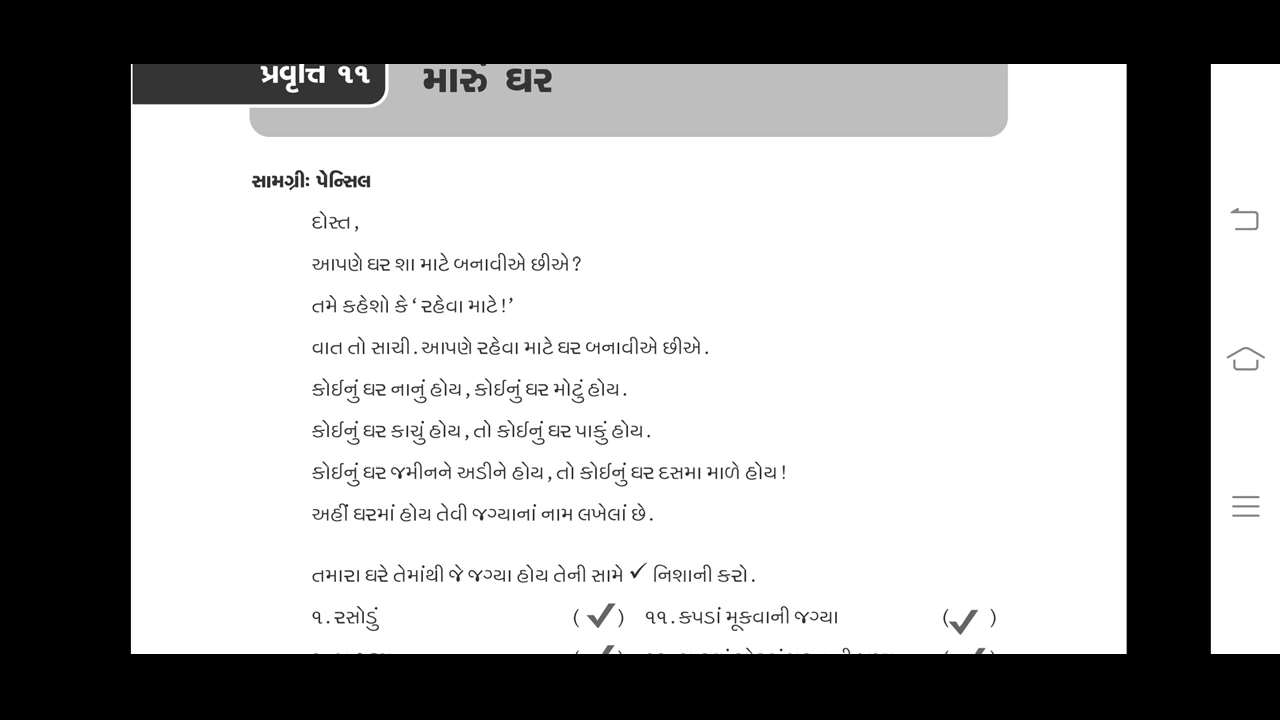 પ્રવૃત્તિ ૧૧
મારું ઘર
સામગ્રી: પેન્સિલ
દોસ્ત,
આપણે ઘર શા માટે બનાવીએ છીએ?
તમે કહેશો કે ‘રહેવા માટે!’
વાત તો સાચી. આપણે રહેવા માટે ઘર બનાવીએ છીએ.
કોઈનું ઘર નાનું હોય, કોઈનું ઘર મોટું હોય.
કોઈનું ઘર કાચું હોય, તો કોઈનું ઘર પાકું હોય.
કોઈનું ઘર જમીનને અડીને હોય, તો કોઈનું ઘર દસમા માળે હોય!
અહીં ઘરમાં હોય તેવી જગ્યાનાં નામ લખેલાં છે.
તમારા ઘરે તેમાંથી જે જગ્યા હોય તેની સામે ✓ નિશાની કરો.
૧. રસોડું (✓) ૧૧. કપડાં મૂકવાની જગ્યા (✓)